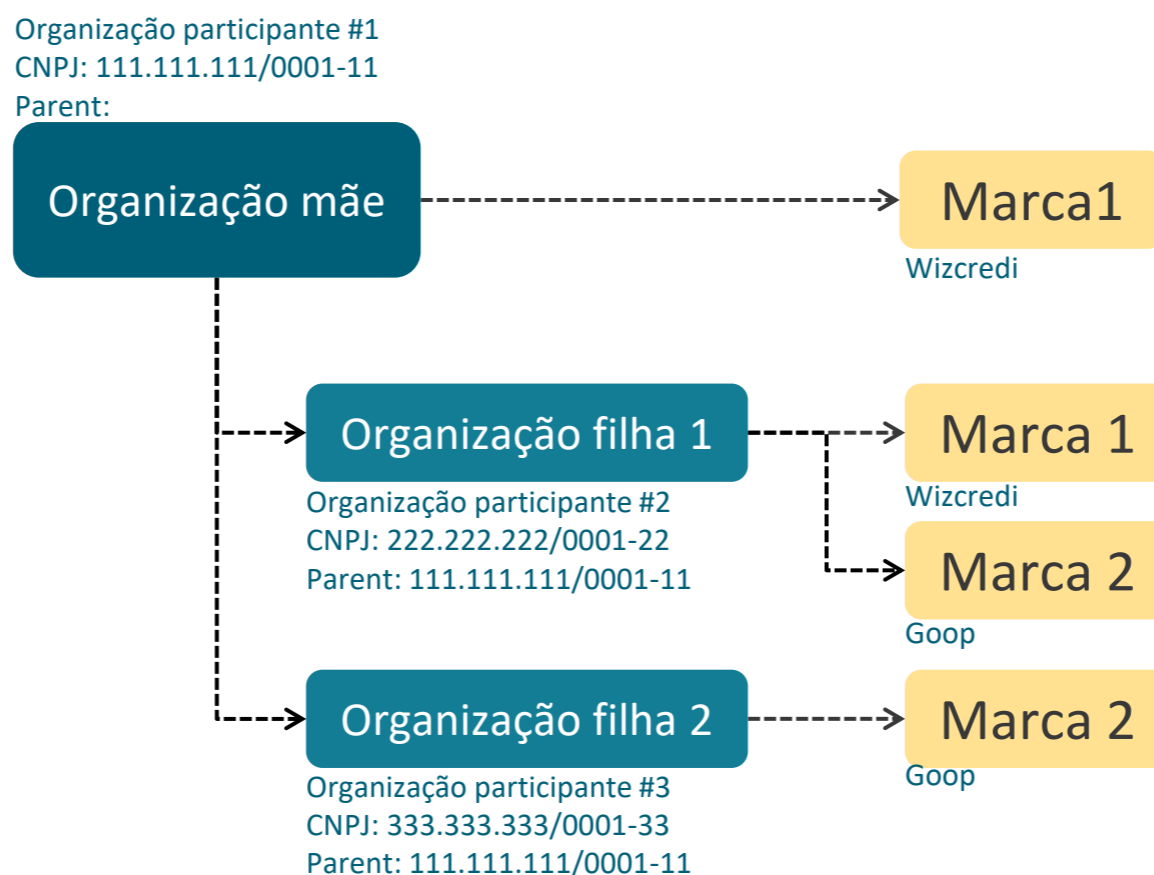 Organização participante #1
CNPJ: 111.111.111/0001-11
Parent:
Organização mãe
Marca1
Wizcredi
Organização filha 1
Organização participante #2
CNPJ: 222.222.222/0001-22
Parent: 111.111.111/0001-11
Marca 1
Wizcredi
Marca 2
Goop
Organização filha 2
Organização participante #3
CNPJ: 333.333.333/0001-33
Parent: 111.111.111/0001-11
Marca 2
Goop